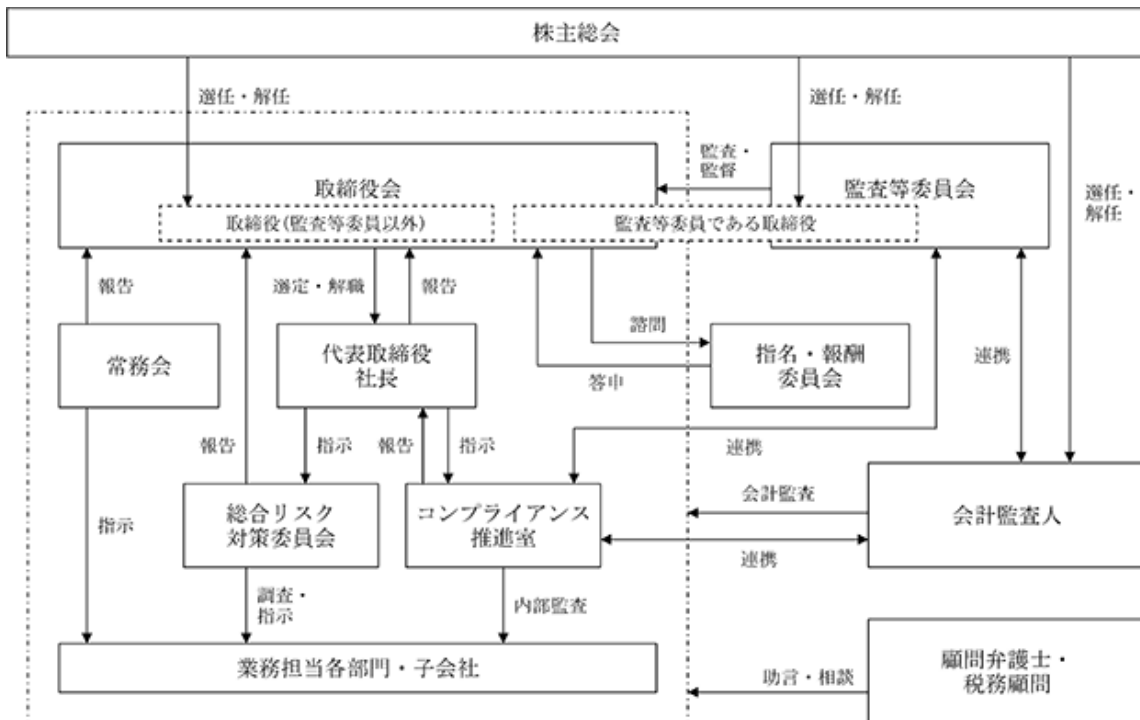 株主総会
選任・解任
選任・解任
選任・
解任
取締役会
監査・
監督
監査等委員会
取締役(監査等委員以外)
監査等委員である取締役
報告
選定・解職
報告
諮問
答申
連携
常務会
代表取締役
社長
指名・報酬
委員会
報告
指示
報告
指示
連携
指示
総合リスク
対策委員会
コンプライアンス
推進室
会計監査
連携
会計監査人
調査・
指示
内部監査
業務担当各部門・子会社
助言・相談
顧問弁護士・
税務顧問